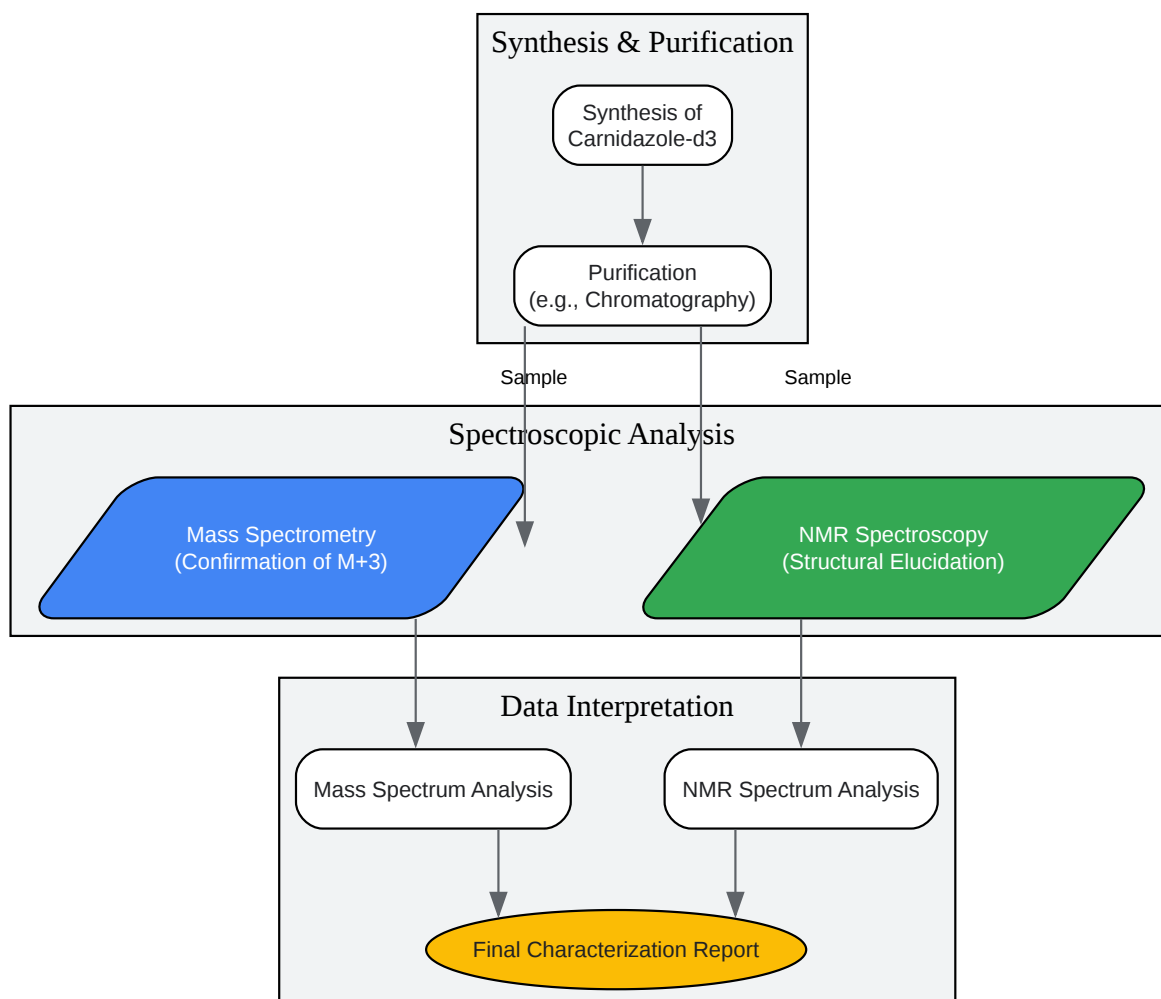 Synthesis & Purification
Synthesis of
Carnidazole-d3
Purification
(e.g., Chromatography)
Sample
Sample
Spectroscopic Analysis
Mass Spectrometry
(Confirmation of M+3)
NMR Spectroscopy
(Structural Elucidation)
Data Interpretation
Mass Spectrum Analysis
NMR Spectrum Analysis
Final Characterization Report